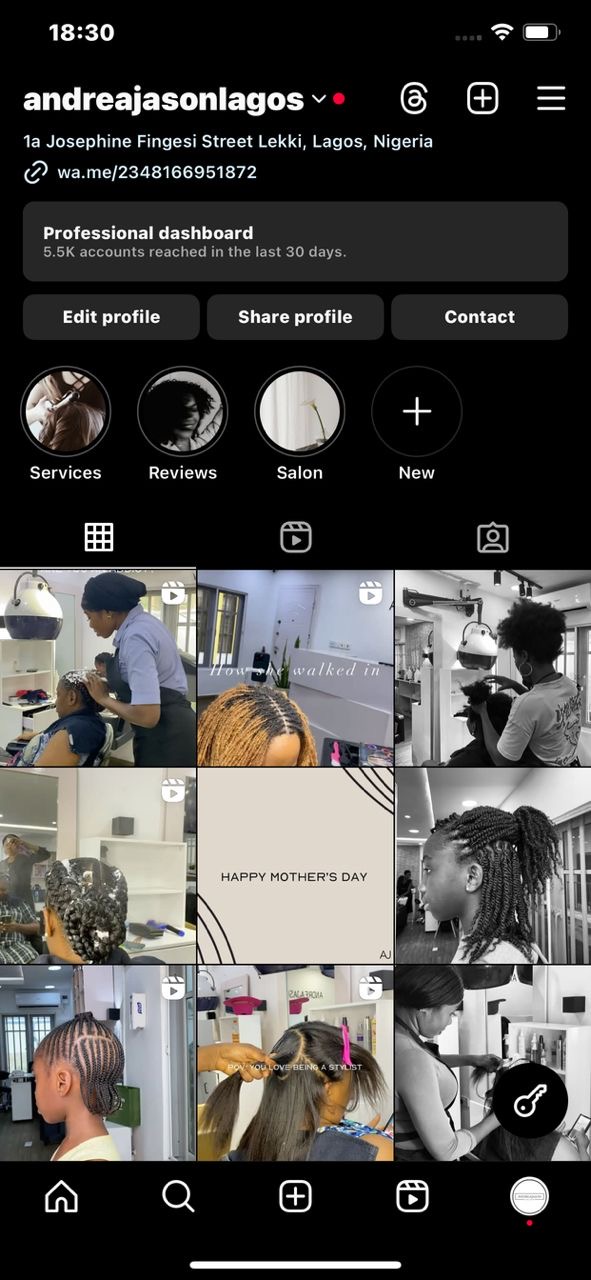 18:30
andreajasonlagos
1a Josephine Fingesi Street Lekki, Lagos, Nigeria
wa.me/2348166951872
Professional dashboard
5.5K accounts reached in the last 30 days.
Edit profile
Share profile
Contact
Services
Reviews
Salon
New
How she walked in
HAPPY MOTHER'S DAY
AJ
POV: YOU LOVE BEING A STYLIST